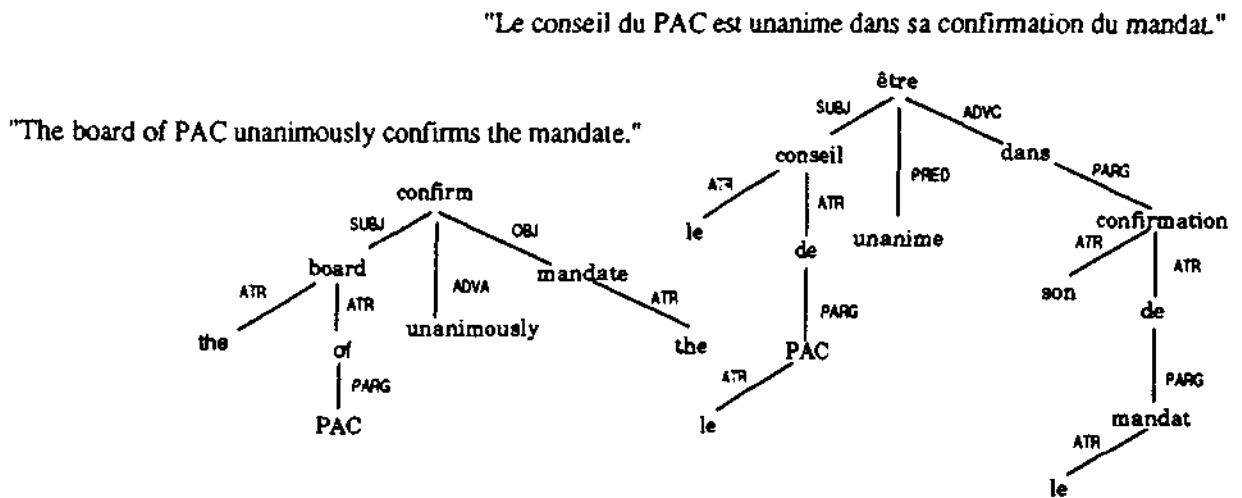 "Le conseil du PAC est unanime dans sa confirmation du mandat."
être
SUBJ
ADVC
"The board of PAC unanimously confirms the mandate."
conseil
dans
ATR
ATR
PRED
PARG
confirm
SUBJ
OBJ
le
de
unanime
confirmation
board
mandate
ATR
ATR
ATR
ATR
ADVA
ATR
son
de
the
of
unanimously
the
PARG
PAC
PARG
ATR
PARG
PAC
le
mandat
ATR
le